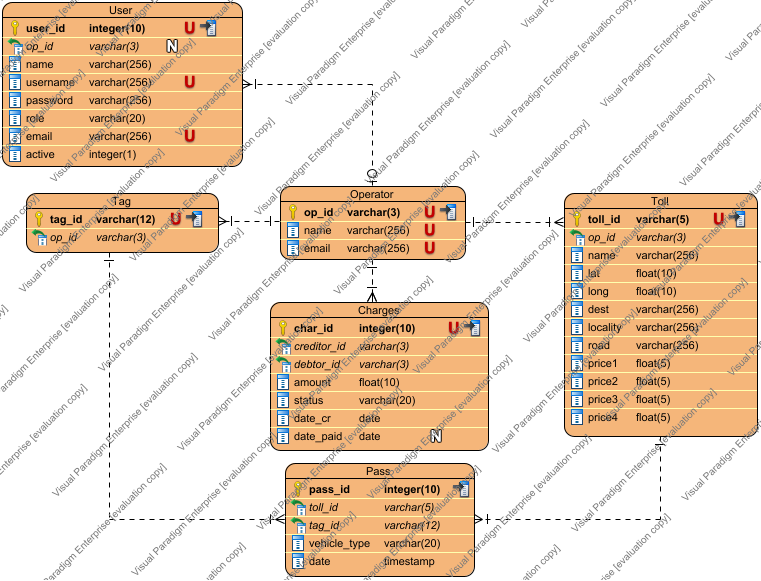 User
user_id integer(10) U
op_id varchar(3) N
name varchar(256)
username varchar(256) U
password varchar(256)
role varchar(20)
email varchar(256) U
active integer(1)
Tag
tag_id varchar(12) U
op_id varchar(3)
Operator
op_id varchar(3) U
name varchar(256) U
email varchar(256) U
Toll
toll_id varchar(5) U
op_id varchar(3)
name varchar(256)
lat float(10)
long float(10)
dest varchar(256)
locality varchar(256)
road varchar(256)
price1 float(5)
price2 float(5)
price3 float(5)
price4 float(5)
Charges
char_id integer(10) U
creditor_id varchar(3)
debtor_id varchar(3)
amount float(10)
status varchar(20)
date_cr date
date_paid date N
Pass
pass_id integer(10)
toll_id varchar(5)
tag_id varchar(12)
vehicle_type varchar(20)
date timestamp
Visual Paradigm Enterprise [evaluation copy]